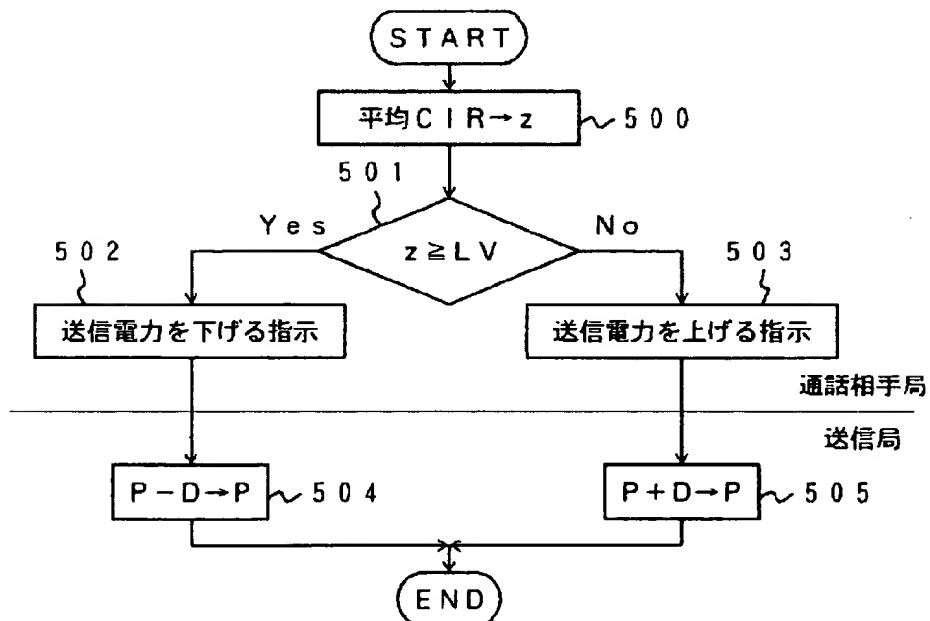 START
平均CIR→z
500
501
Yes
No
z≧LV
502
503
送信電力を下げる指示
送信電力を上げる指示
通話相手局
送信局
P-D→P
504
P+D→P
505
END